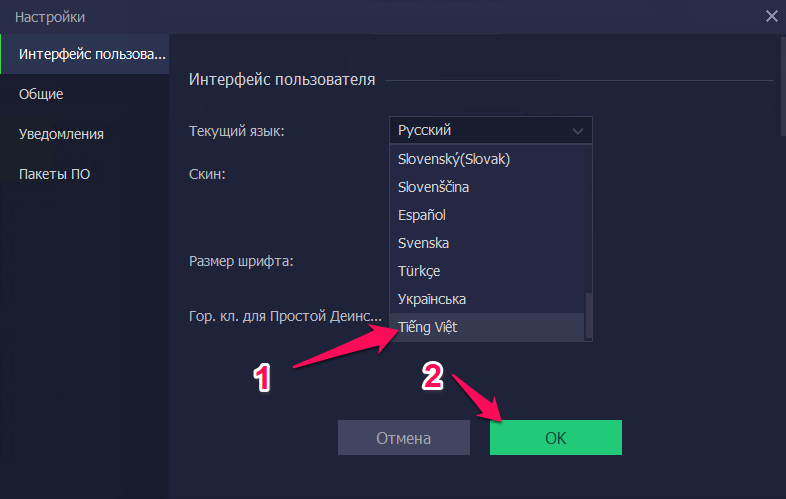 Настройки
Интерфейс пользова...
Общие
Уведомления
Пакеты ПО
Интерфейс пользователя
Текущий язык:
Русский
Slovenský(Slovak)
Slovenščina
Español
Svenska
Türkçe
Українська
Tiếng Việt
Скин:
Размер шрифта:
Гор. кл. для Простой Деинс...
1
2
Отмена
OK